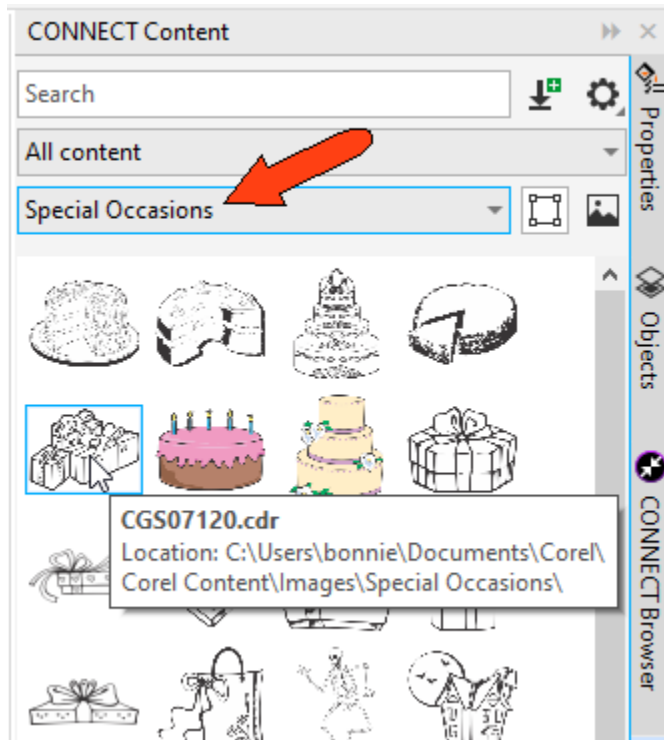 CONNECT Content
Search
All content
Special Occasions
CGS07120.cdr
Location: C:\Users\bonnie\Documents\Corel\
Corel Content\Images\Special Occasions\
Properties
Objects
CONNECT Browser